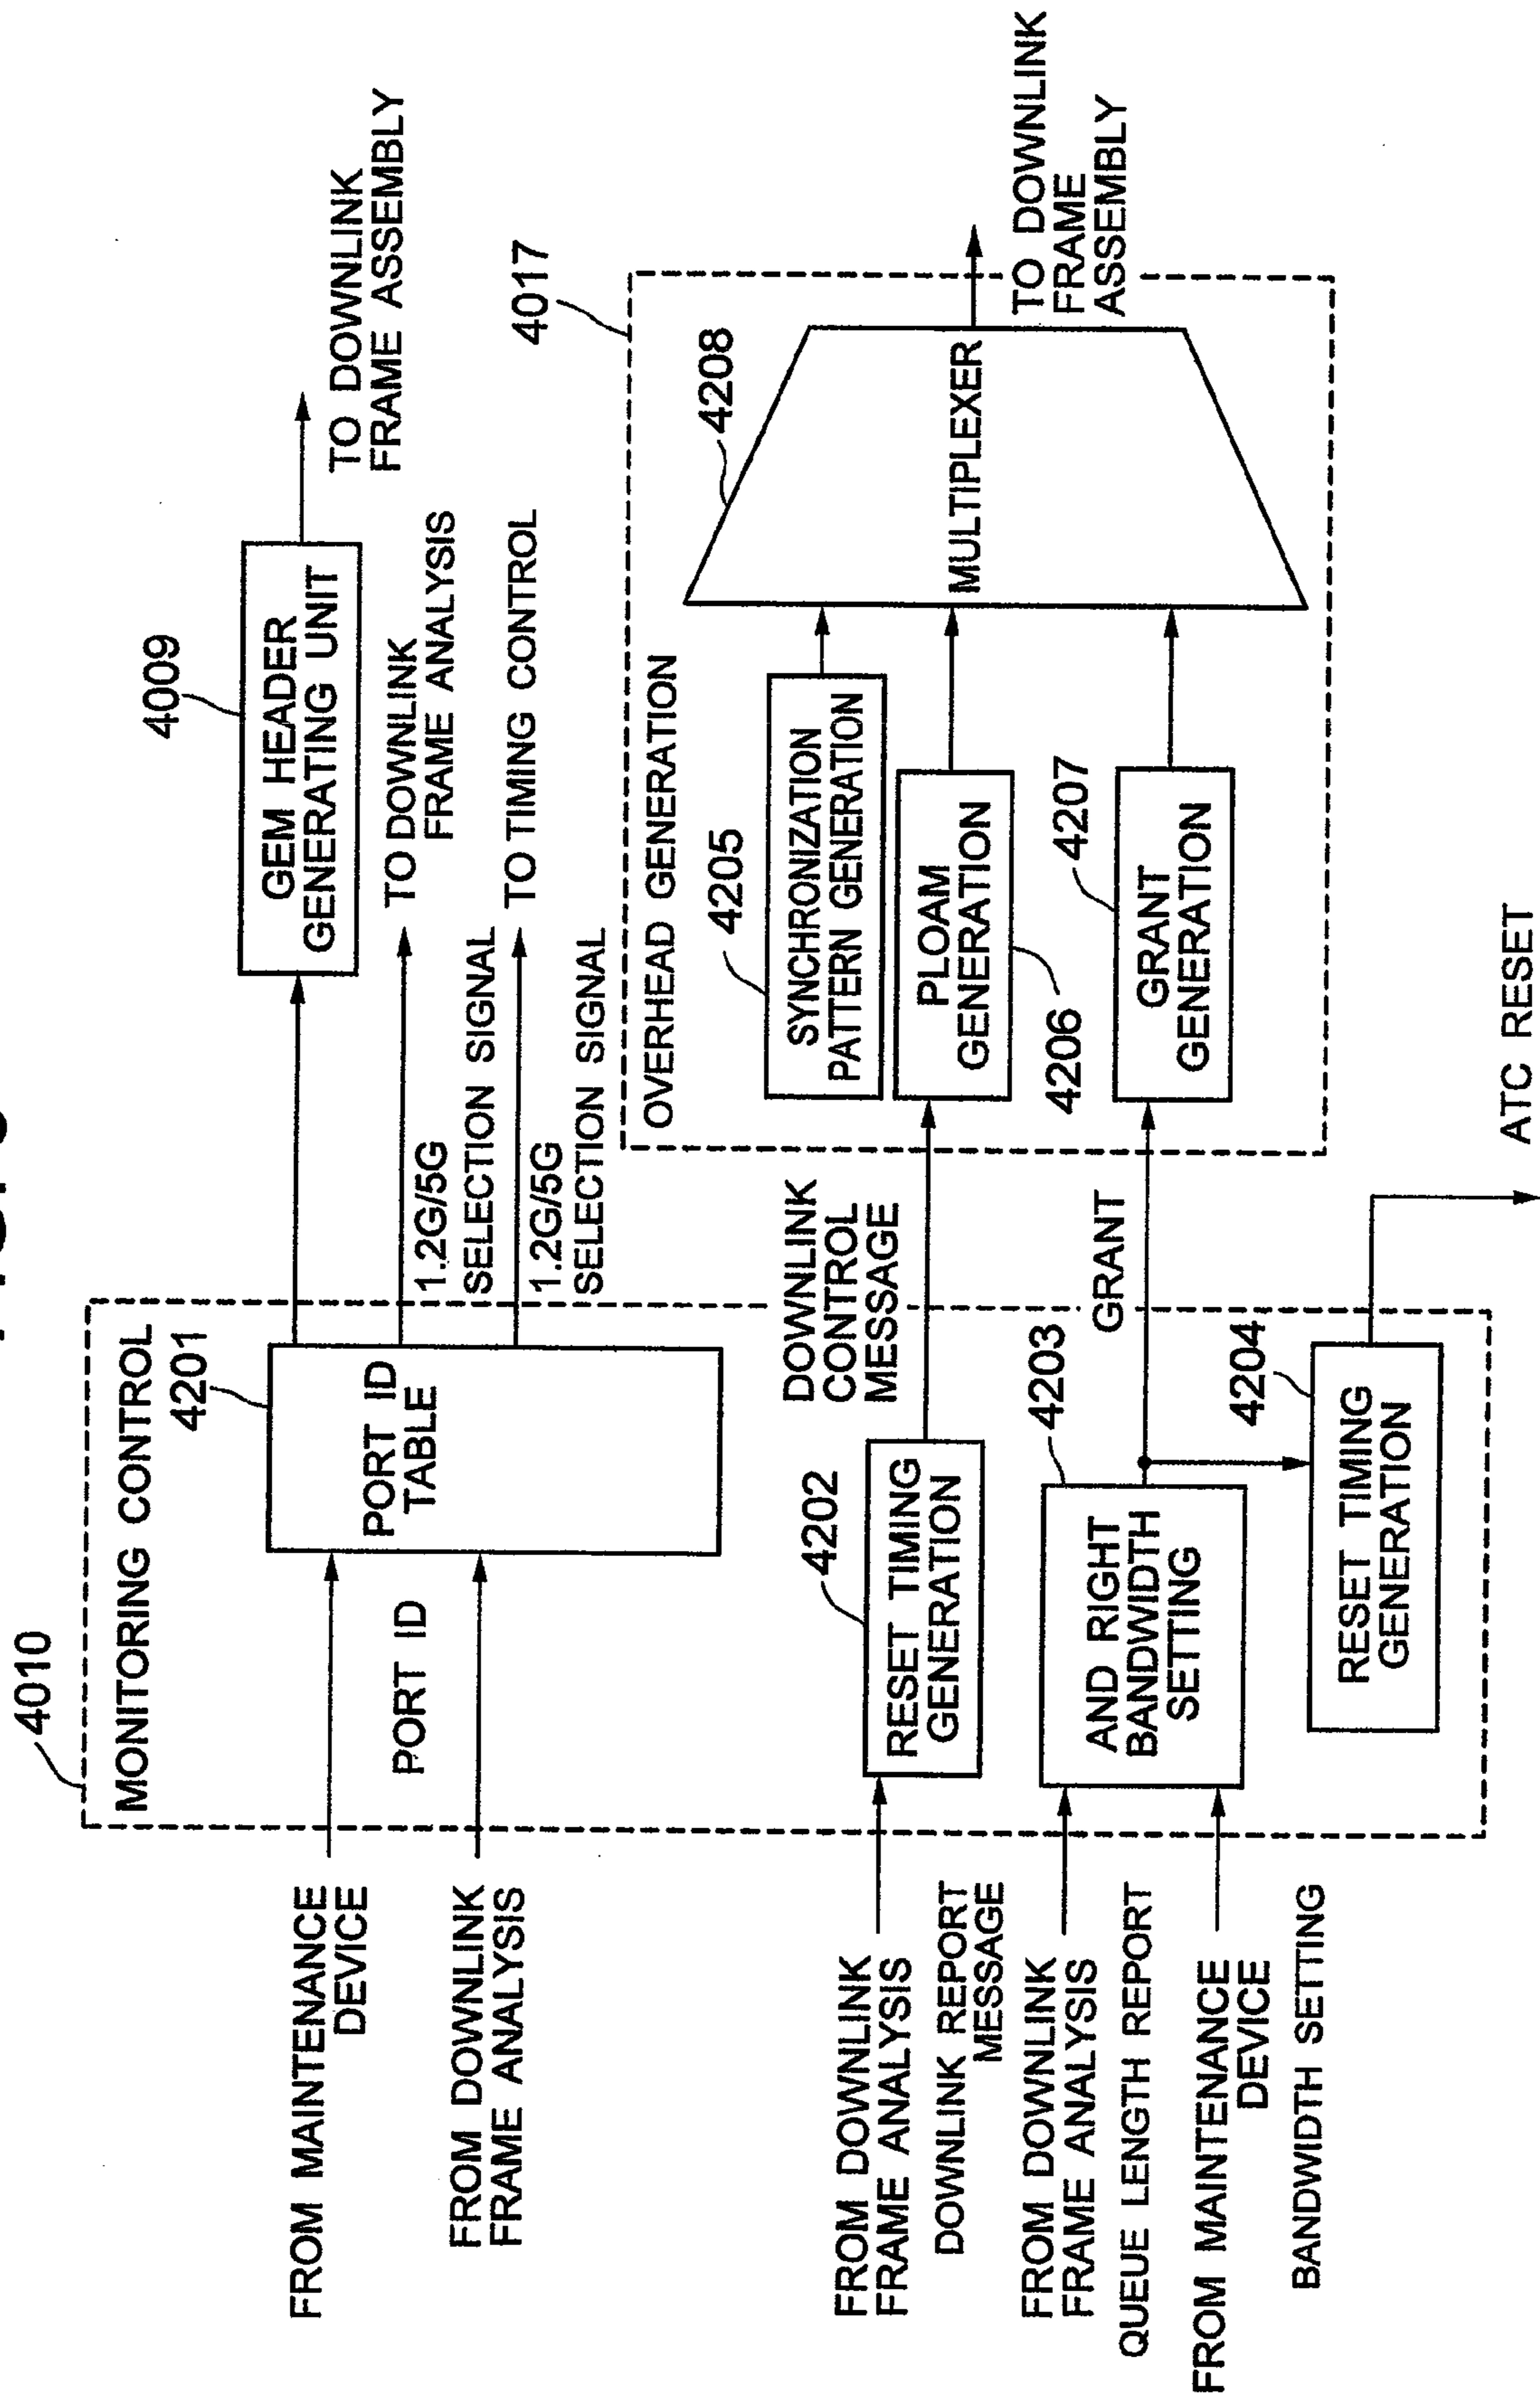 4010
MONITORING CONTROL
4201
PORT ID
TABLE
FROM MAINTENANCE
DEVICE
PORT ID
FROM DOWNLINK
FRAME ANALYSIS
4009
GEM HEADER
GENERATING UNIT
TO DOWNLINK
FRAME ASSEMBLY
TO DOWNLINK
FRAME ANALYSIS
1.2G/5G
SELECTION SIGNAL
TO TIMING CONTROL
1.2G/5G
SELECTION SIGNAL
4017
OVERHEAD GENERATION
4208
MULTIPLEXER
4205
SYNCHRONIZATION
PATTERN GENERATION
PLOAM
GENERATION
4206
4207
GRANT
GENERATION
TO DOWNLINK
FRAME
ASSEMBLY
DOWNLINK
CONTROL
MESSAGE
4202
RESET TIMING
GENERATION
FROM DOWNLINK
FRAME ANALYSIS
DOWNLINK REPORT
MESSAGE
GRANT
4203
AND RIGHT
BANDWIDTH
SETTING
FROM DOWNLINK
FRAME ANALYSIS
QUEUE LENGTH REPORT
FROM MAINTENANCE
DEVICE
BANDWIDTH SETTING
4204
RESET TIMING
GENERATION
ATC RESET